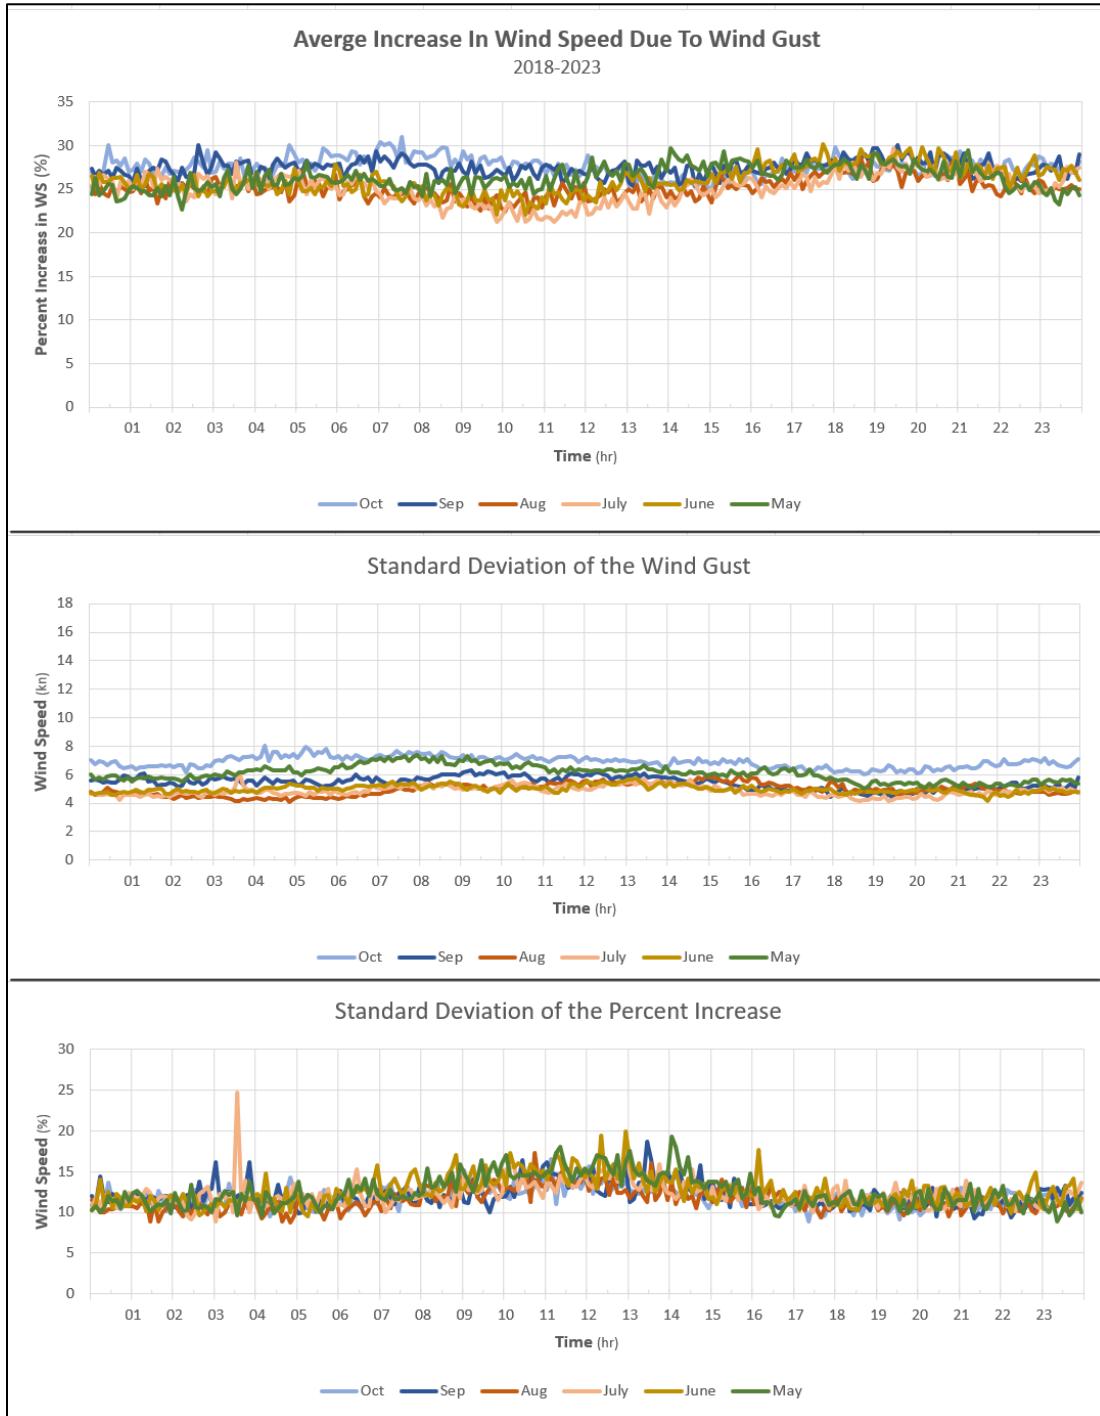 Averge Increase In Wind Speed Due To Wind Gust
2018-2023
35
30
25
20
15
10
5
0
Percent Increass in WS (%)
01 02 03 04 05 06 07 08 09 10 11 12 13 14 15 16 17 18 19 20 21 22 23
Time (hr)
Oct Sep Aug July June May
Standard Deviation of the Wind Gust
18
16
14
12
10
8
6
4
2
0
Wind Speed (kn)
01 02 03 04 05 06 07 08 09 10 11 12 13 14 15 16 17 18 19 20 21 22 23
Time (hr)
Oct Sep Aug July June May
Standard Deviation of the Percent Increase
30
25
20
15
10
5
0
Wind Speed (%)
01 02 03 04 05 06 07 08 09 10 11 12 13 14 15 16 17 18 19 20 21 22 23
Time (hr)
Oct Sep Aug July June May